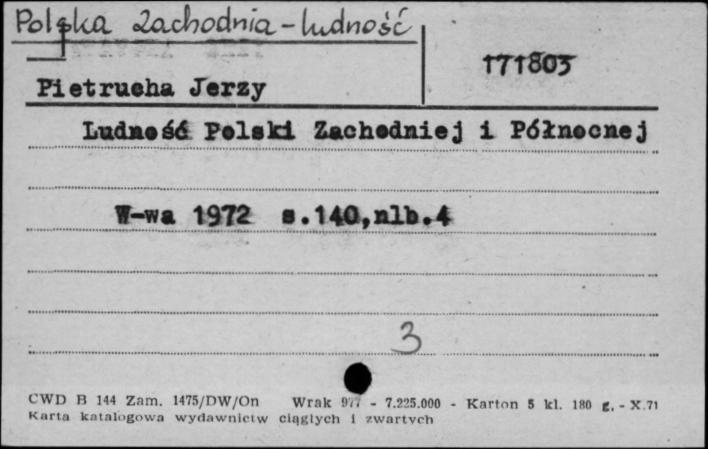 Polska Zachodnia - ludność
171803
Pietrucha Jerzy
Ludność Polski Zachodniej i Północnej
W-wa 1972 s.140,nlb.4
3
CWD B 144 Zam. 1475/DW/On Wrak 977 - 7.225.000 - Karton 5 kl. 180 g. - X.71
Karta katalogowa wydawnictw ciągłych i zwartych